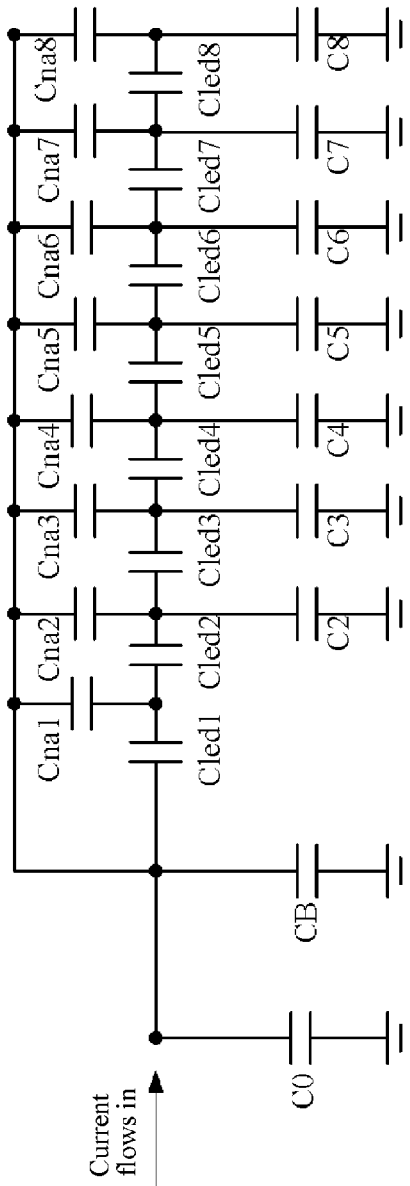 Current
flows in
C0
CB
Cna1
Cna2
Cna3
Cna4
Cna5
Cna6
Cna7
Cna8
Cled1
Cled2
Cled3
Cled4
Cled5
Cled6
Cled7
Cled8
C2
C3
C4
C5
C6
C7
C8